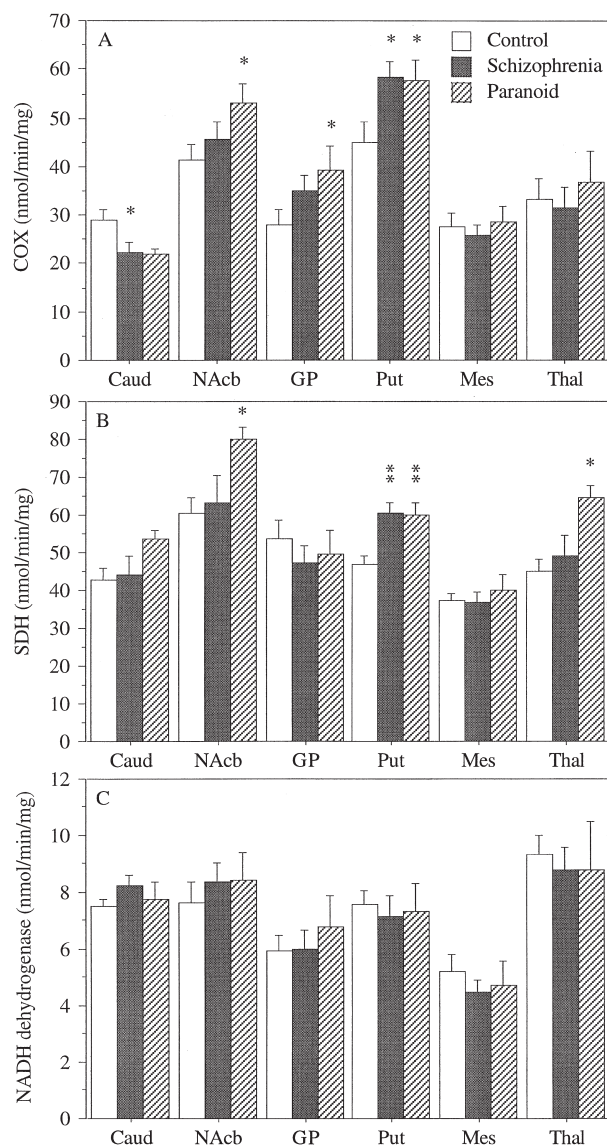 A
Control
Schizophrenia
Paranoid
COX (nmol/min/mg)
70
60
50
40
30
20
10
0
*
*
*
* *
Caud NAcb GP Put Mes Thal
B
SDH (nmol/min/mg)
90
80
70
60
50
40
30
20
10
0
*
** **
*
Caud NAcb GP Put Mes Thal
C
NADH dehydrogenase (nmol/min/mg)
12
10
8
6
4
2
0
Caud NAcb GP Put Mes Thal